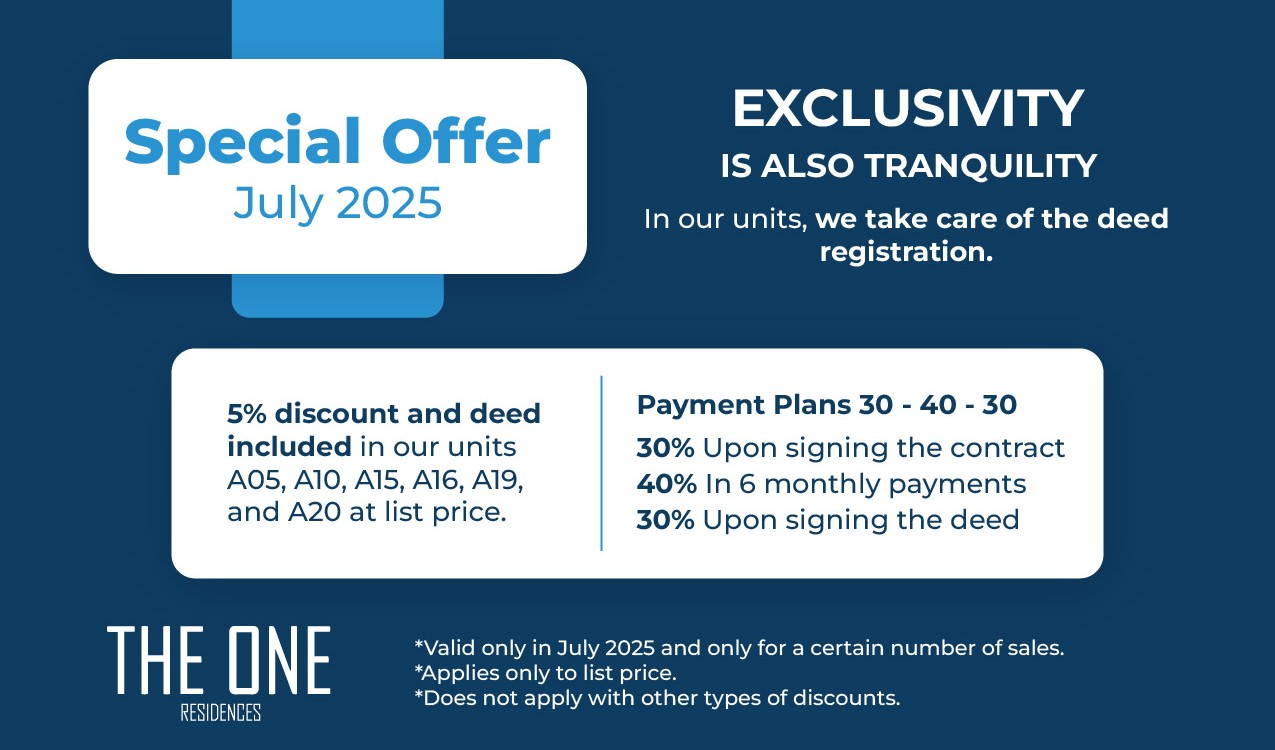 Special Offer
July 2025
EXCLUSIVITY
IS ALSO TRANQUILITY
In our units, we take care of the deed
registration.
5% discount and deed
included in our units
A05, A10, A15, A16, A19,
and A20 at list price.
Payment Plans 30 - 40 - 30
30% Upon signing the contract
40% In 6 monthly payments
30% Upon signing the deed
THE ONE
RESIDENCES
*Valid only in July 2025 and only for a certain number of sales.
*Applies only to list price.
*Does not apply with other types of discounts.